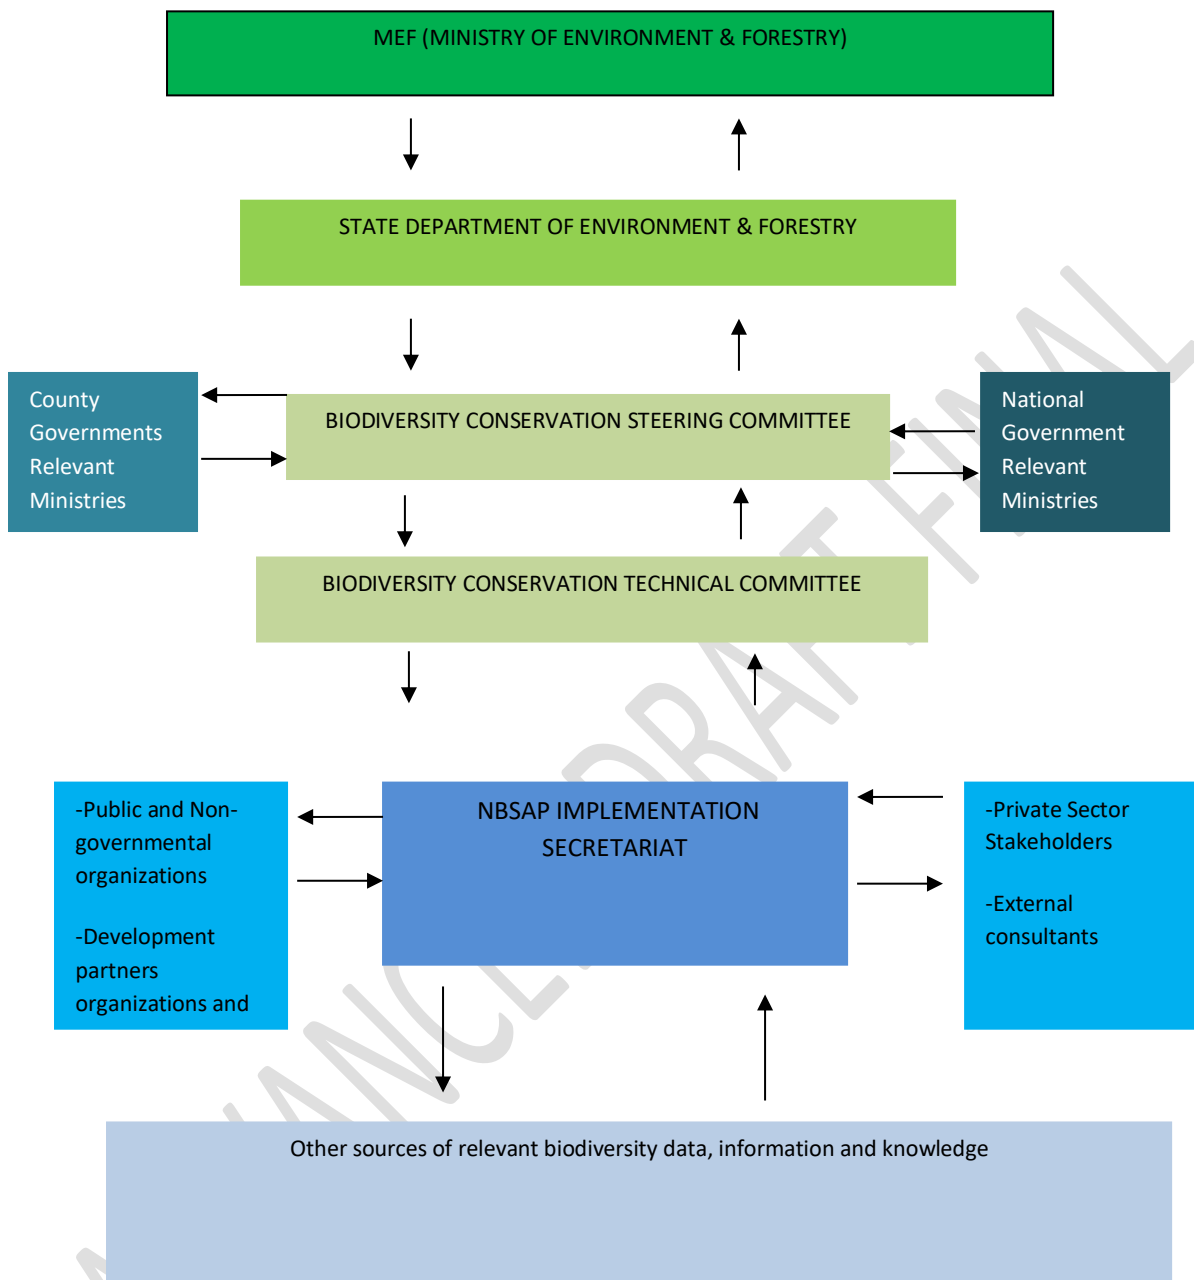 MEF (MINISTRY OF ENVIRONMENT & FORESTRY)
STATE DEPARTMENT OF ENVIRONMENT & FORESTRY
County
Governments
Relevant
Ministries
BIODIVERSITY CONSERVATION STEERING COMMITTEE
National
Government
Relevant
Ministries
BIODIVERSITY CONSERVATION TECHNICAL COMMITTEE
-Public and Non-
governmental
organizations
-Development
partners
organizations and
NBSAP IMPLEMENTATION
SECRETARIAT
-Private Sector
Stakeholders
-External
consultants
Other sources of relevant biodiversity data, information and knowledge
DRAFT FINAL